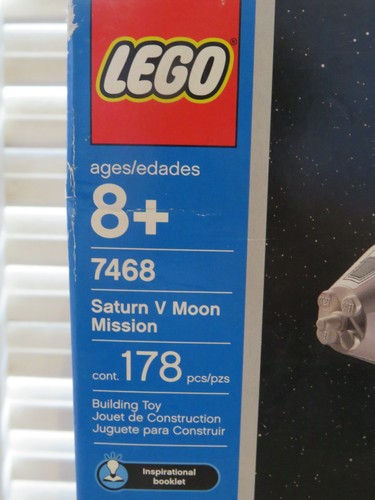 LEGO®
ages/edades
8+
7468
Saturn V Moon
Mission
cont. 178 pcs/pzs
Building Toy
Jouet de Construction
Juguete para Construir
Inspirational
booklet